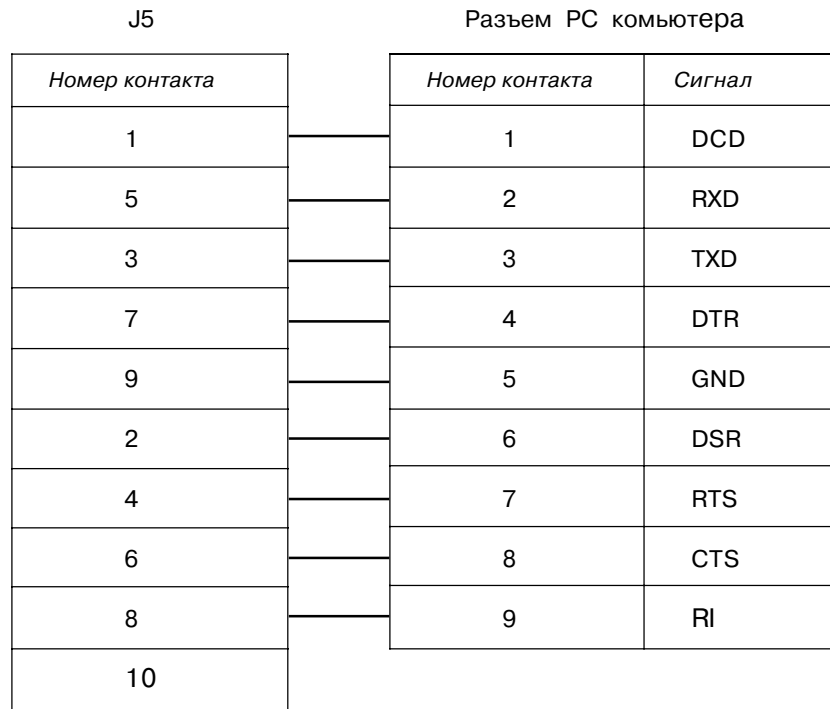 J5 Разъем PC комьютера
Номер контакта Номер контакта Сигнал
1 1 DCD
5 2 RXD
3 3 TXD
7 4 DTR
9 5 GND
2 6 DSR
4 7 RTS
6 8 CTS
8 9 RI
10